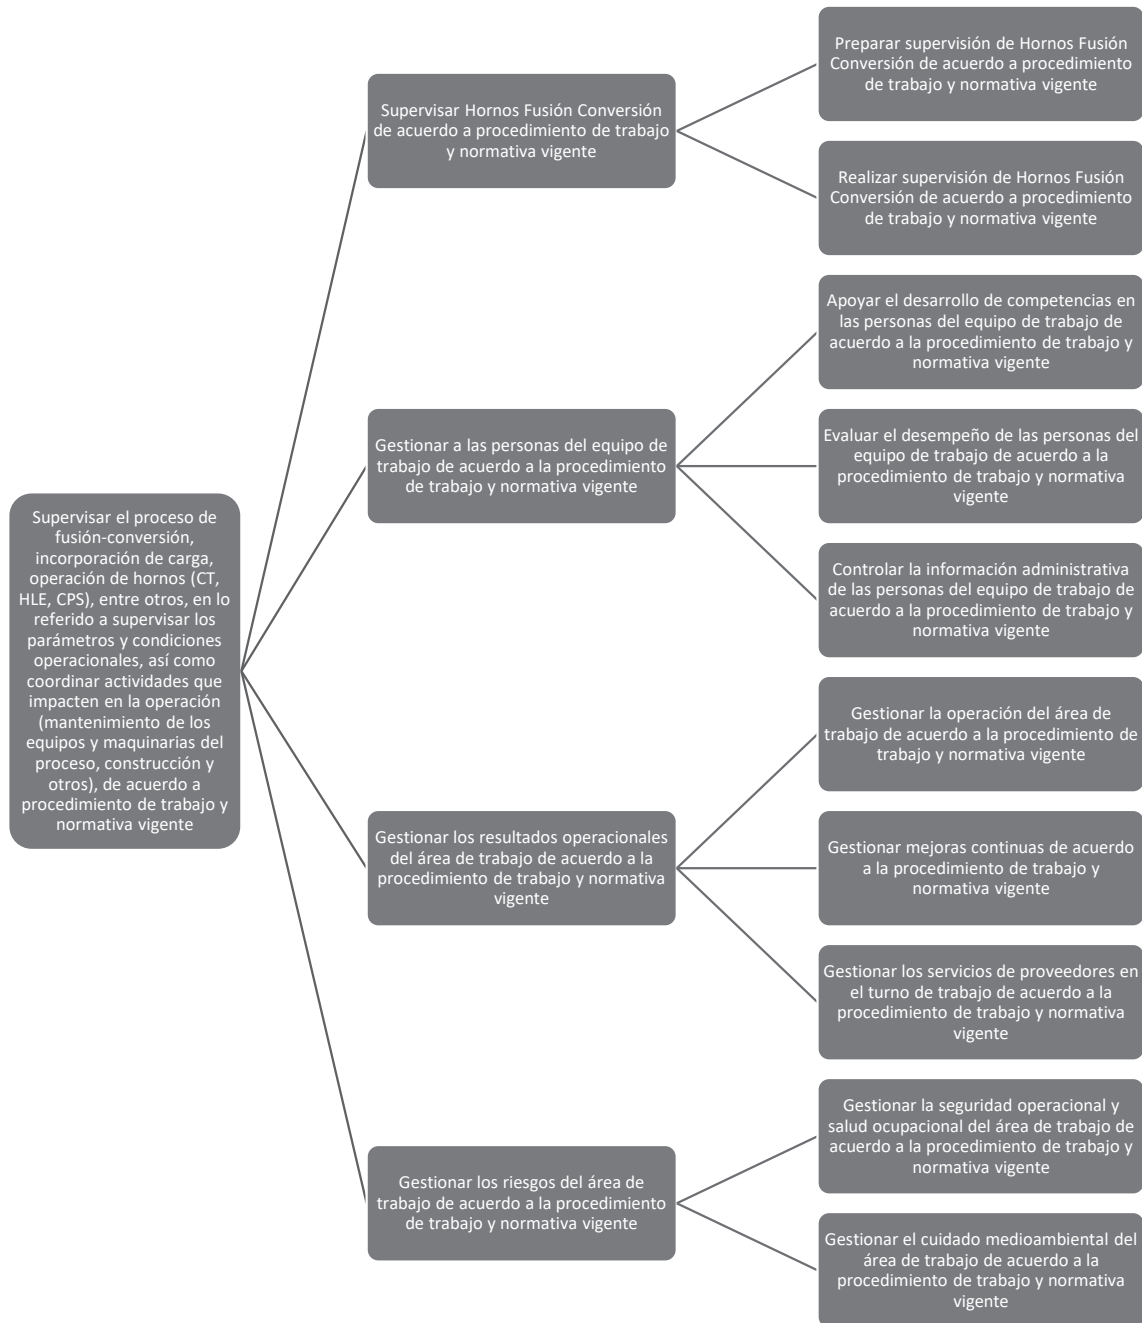 Supervisar el proceso de
fusión-conversión,
incorporación de carga,
operación de hornos (CT,
HLE, CPS), entre otros, en lo
referido a supervisar los
parámetros y condiciones
operacionales, así como
coordinar actividades que
impacten en la operación
(mantenimiento de los
equipos y maquinarias del
proceso, construcción y
otros), de acuerdo a
procedimiento de trabajo y
normativa vigente
Supervisar Hornos Fusión Conversión
de acuerdo a procedimiento de trabajo
y normativa vigente
Preparar supervisión de Hornos Fusión
Conversión de acuerdo a procedimiento
de trabajo y normativa vigente
Realizar supervisión de Hornos Fusión
Conversión de acuerdo a procedimiento
de trabajo y normativa vigente
Gestionar a las personas del equipo de
trabajo de acuerdo a la procedimiento
de trabajo y normativa vigente
Apoyar el desarrollo de competencias en
las personas del equipo de trabajo de
acuerdo a la procedimiento de trabajo y
normativa vigente
Evaluar el desempeño de las personas del
equipo de trabajo de acuerdo a la
procedimiento de trabajo y normativa
vigente
Controlar la información administrativa
de las personas del equipo de trabajo de
acuerdo a la procedimiento de trabajo y
normativa vigente
Gestionar los resultados operacionales
del área de trabajo de acuerdo a la
procedimiento de trabajo y normativa
vigente
Gestionar la operación del área de
trabajo de acuerdo a la procedimiento de
trabajo y normativa vigente
Gestionar mejoras continuas de acuerdo
a la procedimiento de trabajo y
normativa vigente
Gestionar los servicios de proveedores en
el turno de trabajo de acuerdo a la
procedimiento de trabajo y normativa
vigente
Gestionar los riesgos del área de
trabajo de acuerdo a la procedimiento
de trabajo y normativa vigente
Gestionar la seguridad operacional y
salud ocupacional del área de trabajo de
acuerdo a la procedimiento de trabajo y
normativa vigente
Gestionar el cuidado medioambiental del
área de trabajo de acuerdo a la
procedimiento de trabajo y normativa
vigente